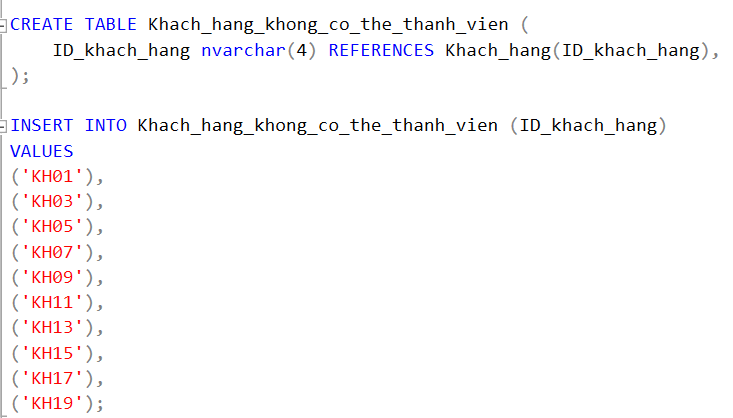 CREATE TABLE Khach_hang_khong_co_the_thanh_vien (
    ID_khach_hang nvarchar(4) REFERENCES Khach_hang(ID_khach_hang),
);
INSERT INTO Khach_hang_khong_co_the_thanh_vien (ID_khach_hang)
VALUES
('KH01'),
('KH03'),
('KH05'),
('KH07'),
('KH09'),
('KH11'),
('KH13'),
('KH15'),
('KH17'),
('KH19');